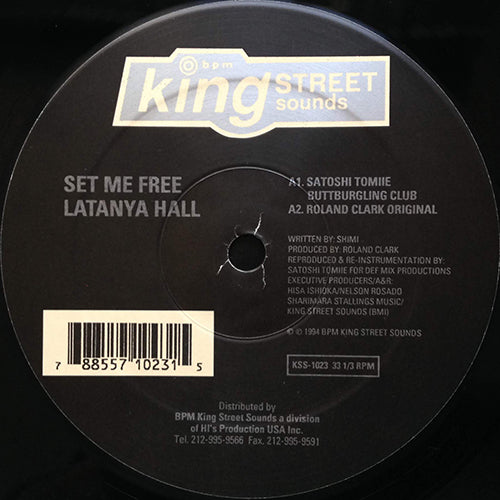 bpm
king STREET
sounds
SET ME FREE
LATANYA HALL
A1. SATOSHI TOMIIE
BUTTBURGLING CLUB
A2. ROLAND CLARK ORIGINAL
WRITTEN BY: SHIMI
PRODUCED BY: ROLAND CLARK
REPRODUCED & RE-INSTRUMENTATION BY:
SATOSHI TOMIIE FOR DEF MIX PRODUCTIONS
EXECUTIVE PRODUCERS/A&R:
HISA ISHIOKA/NELSON ROSADO
SHARIMARA STALLINGS MUSIC/
KING STREET SOUNDS (BMI)
© ℗ 1994 BPM KING STREET SOUNDS
KSS-1023 33 1/3 RPM
7 88557 10231 5
Distributed by
BPM King Street Sounds a division
of HI's Production USA Inc.
Tel. 212-995-9566 Fax. 212-995-9591